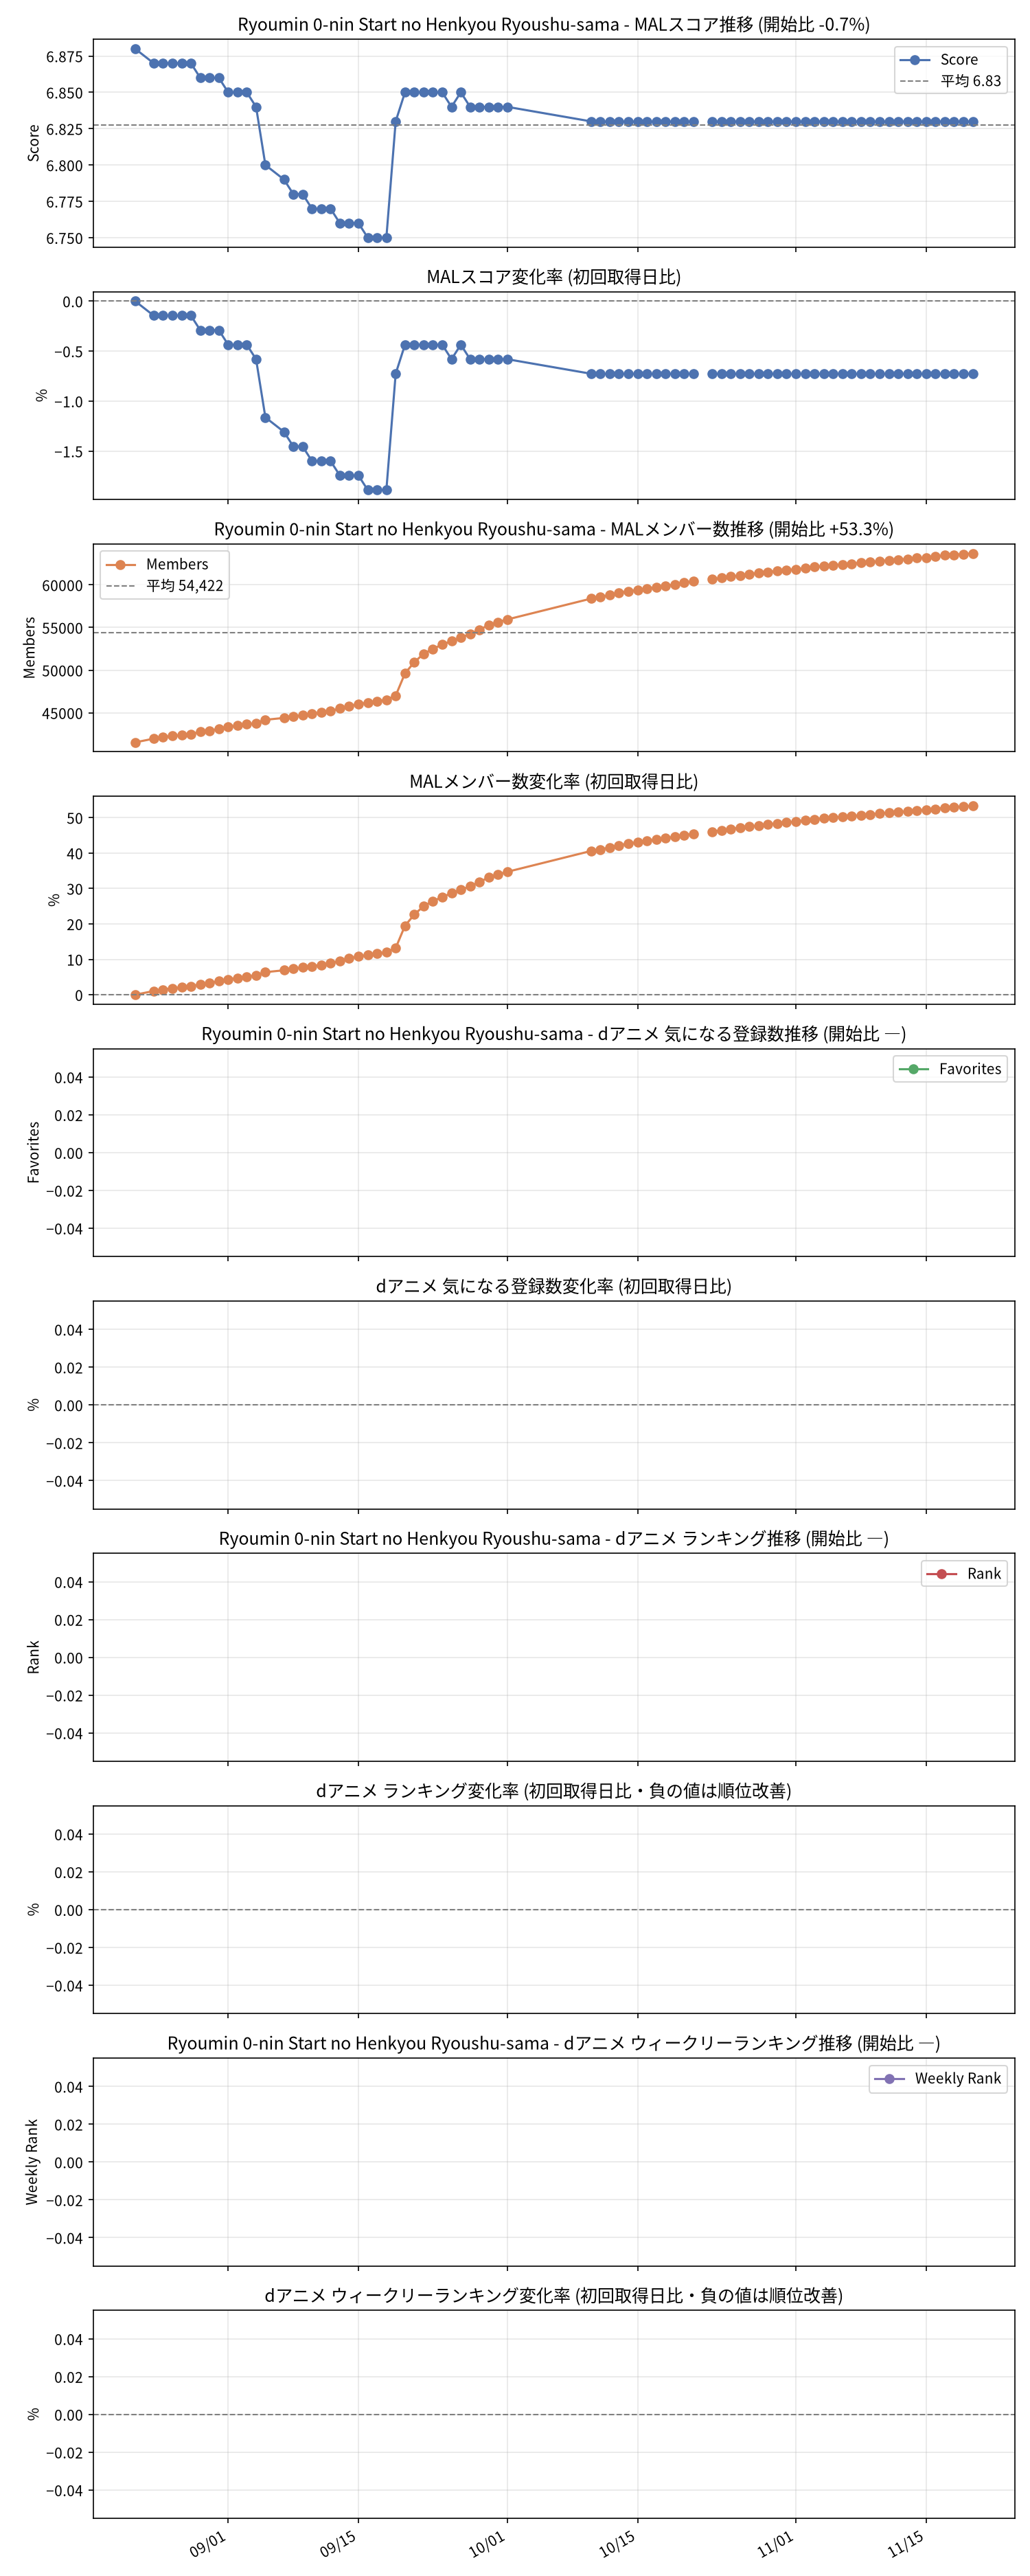 Ryoumin 0-nin Start no Henkyou Ryoushu-sama - MALスコア推移 (開始比 -0.7%)
6.875
6.850
6.825
6.800
6.775
6.750
Score
Score
平均 6.83
MALスコア変化率 (初回取得日比)
0.0
−0.5
−1.0
−1.5
%
Ryoumin 0-nin Start no Henkyou Ryoushu-sama - MALメンバー数推移 (開始比 +53.3%)
60000
55000
50000
45000
Members
Members
平均 54,422
MALメンバー数変化率 (初回取得日比)
50
40
30
20
10
0
%
Ryoumin 0-nin Start no Henkyou Ryoushu-sama - dアニメ 気になる登録数推移 (開始比 —)
0.04
0.02
0.00
−0.02
−0.04
Favorites
Favorites
dアニメ 気になる登録数変化率 (初回取得日比)
0.04
0.02
0.00
−0.02
−0.04
%
Ryoumin 0-nin Start no Henkyou Ryoushu-sama - dアニメ ランキング推移 (開始比 —)
0.04
0.02
0.00
−0.02
−0.04
Rank
Rank
dアニメ ランキング変化率 (初回取得日比・負の値は順位改善)
0.04
0.02
0.00
−0.02
−0.04
%
Ryoumin 0-nin Start no Henkyou Ryoushu-sama - dアニメ ウィークリーランキング推移 (開始比 —)
0.04
0.02
0.00
−0.02
−0.04
Weekly Rank
Weekly Rank
dアニメ ウィークリーランキング変化率 (初回取得日比・負の値は順位改善)
0.04
0.02
0.00
−0.02
−0.04
%
09/01
09/15
10/01
10/15
11/01
11/15